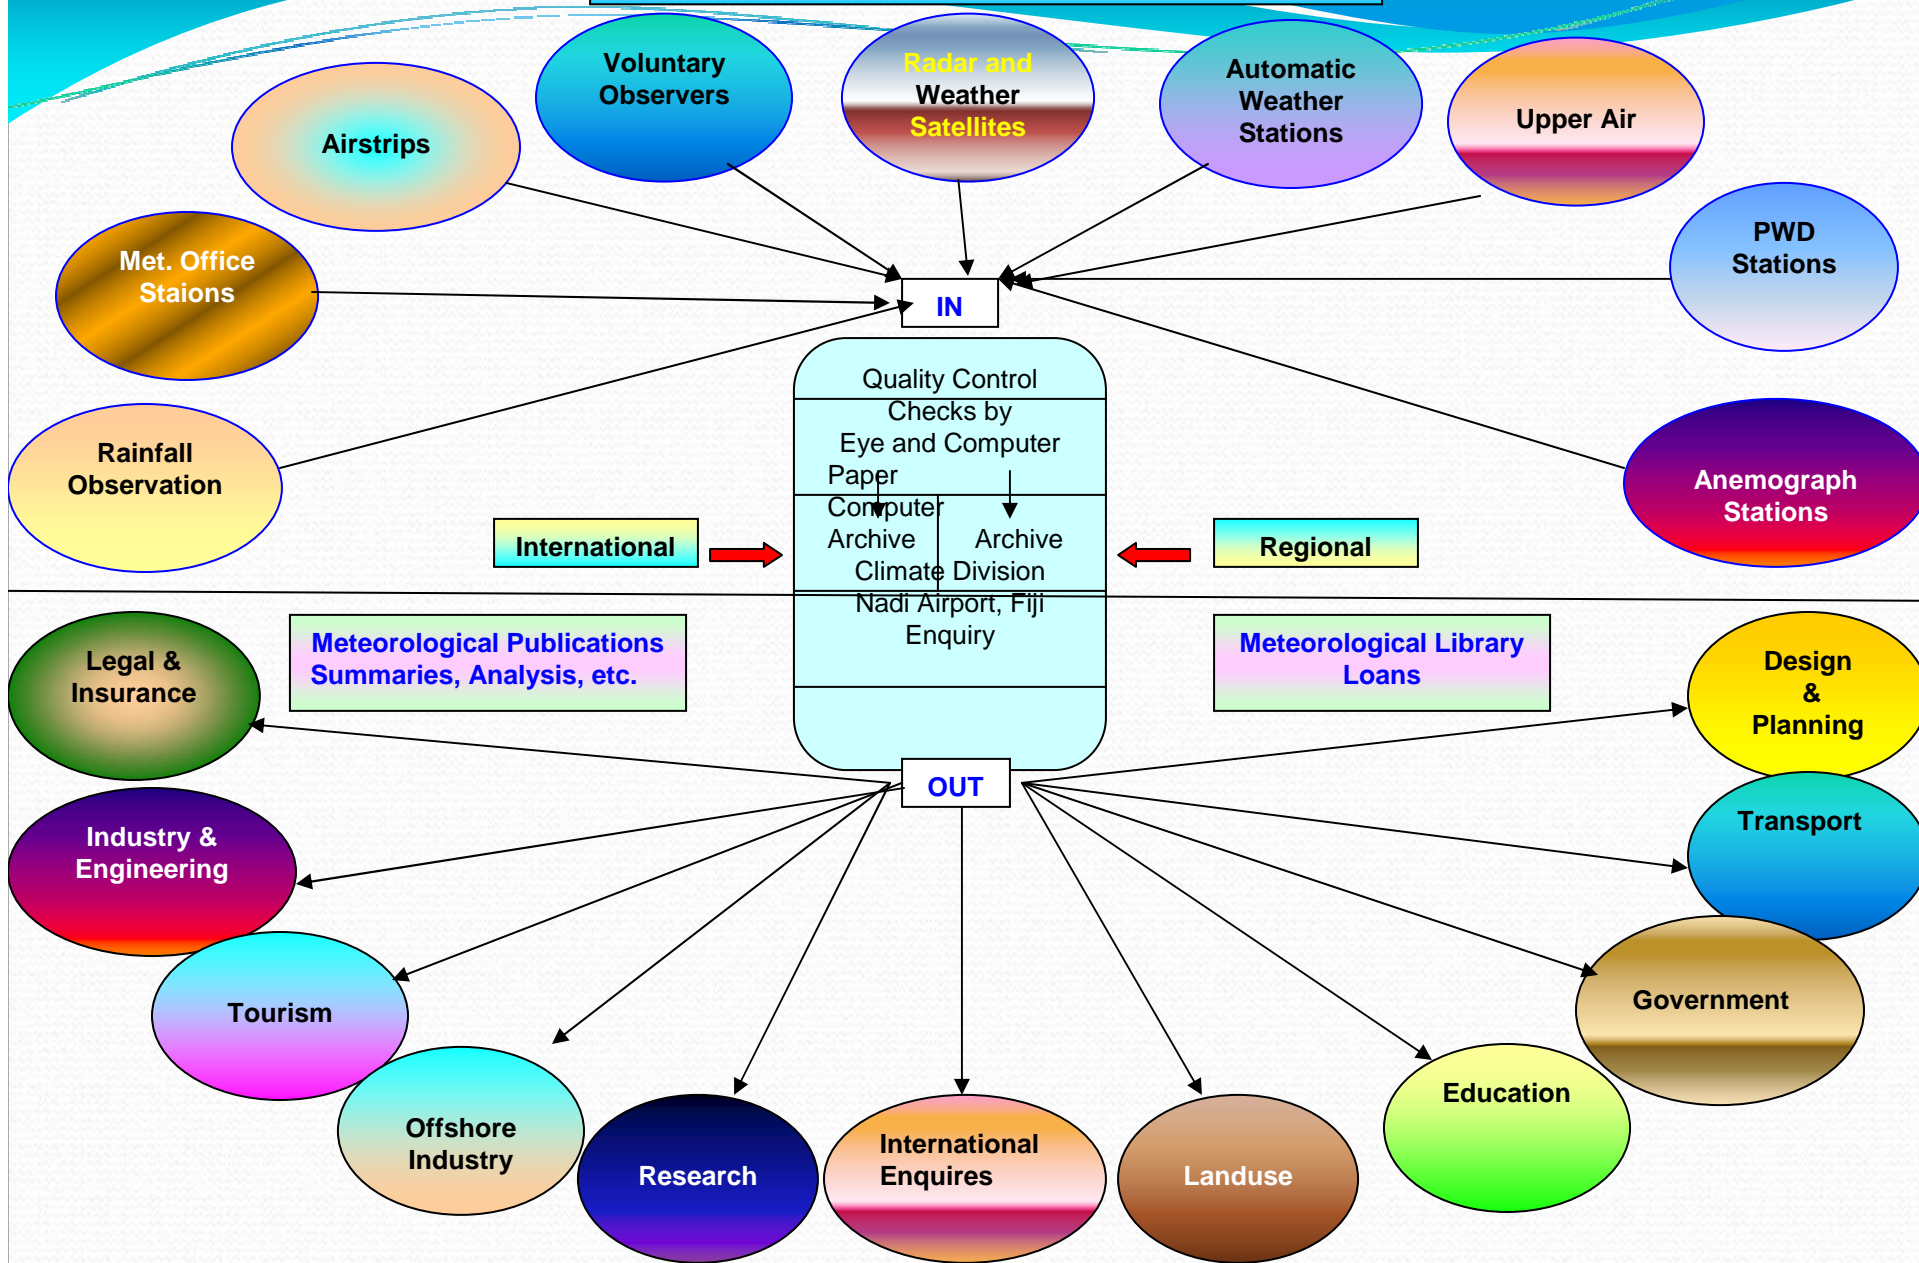 Voluntary
Observers
Radar and
Weather
Satellites
Automatic
Weather
Stations
Upper Air
Airstrips
PWD
Stations
Met. Office
Staions
IN
Quality Control
Checks by
Eye and Computer
Paper
Computer
Archive Archive
Climate Division
Nadi Airport, Fiji
Enquiry
Rainfall
Observation
Anemograph
Stations
International
Regional
Legal &
Insurance
Meteorological Publications
Summaries, Analysis, etc.
Meteorological Library
Loans
Design
&
Planning
OUT
Industry &
Engineering
Transport
Tourism
Government
Offshore
Industry
Research
International
Enquires
Landuse
Education